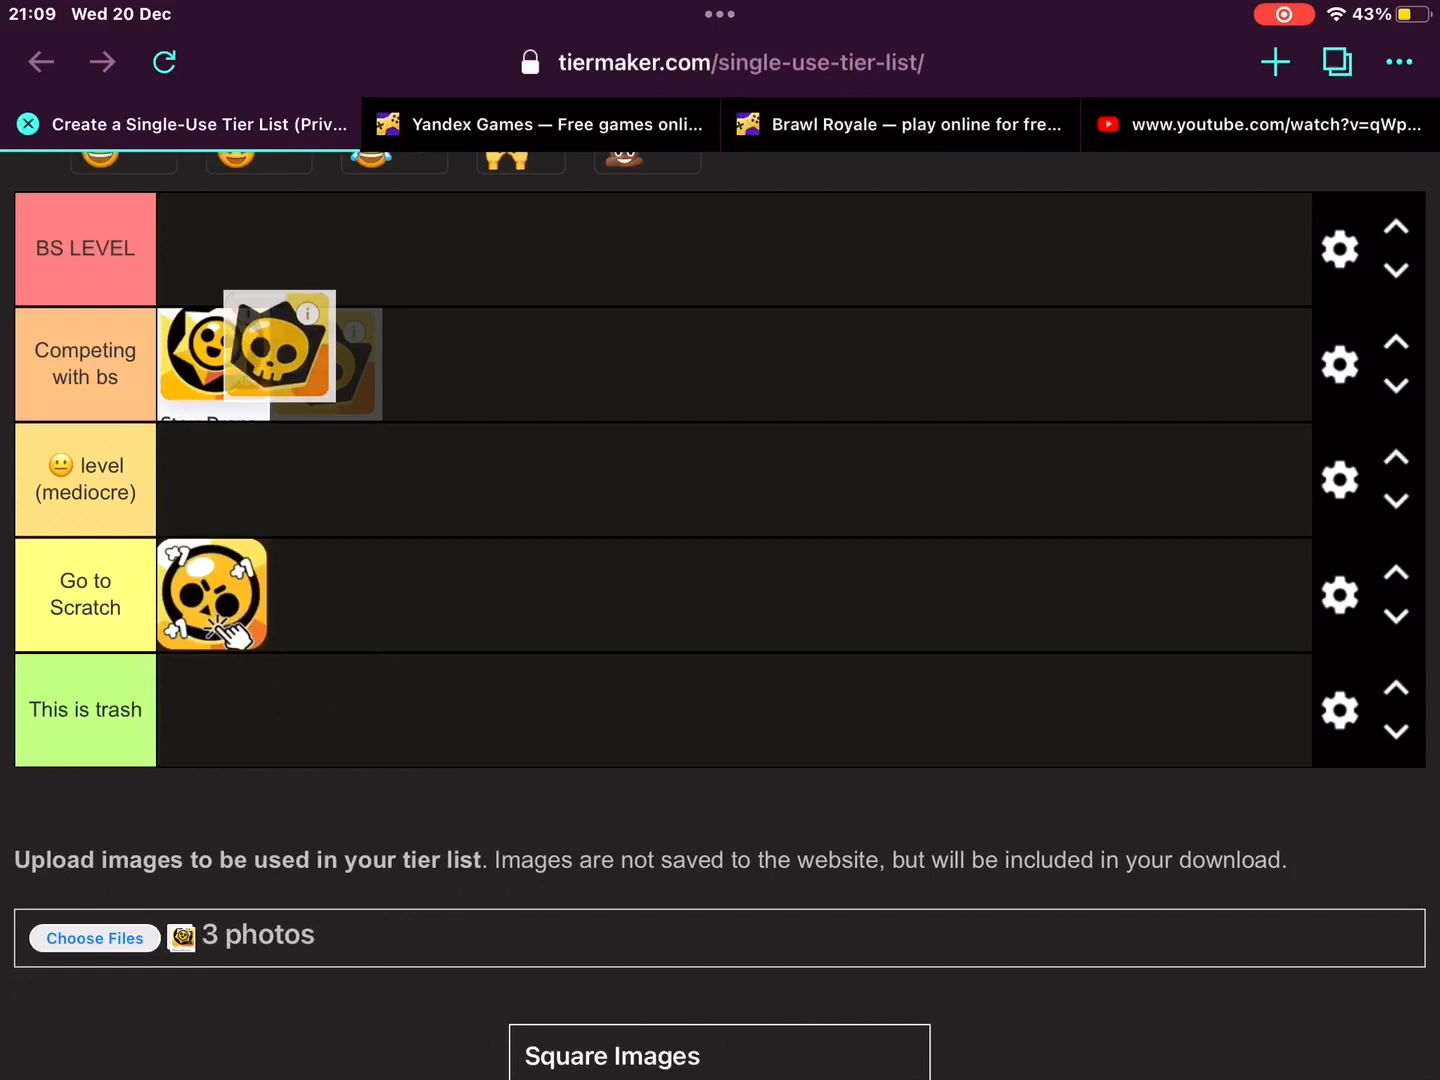 21:09 Wed 20 Dec
43%
tiermaker.com/single-use-tier-list/
Create a Single-Use Tier List (Priv...
Yandex Games — Free games onli...
Brawl Royale — play online for fre...
www.youtube.com/watch?v=qWp...
BS LEVEL
Competing
with bs
😐 level
(mediocre)
Go to
Scratch
This is trash
Upload images to be used in your tier list. Images are not saved to the website, but will be included in your download.
Choose Files 3 photos
Square Images